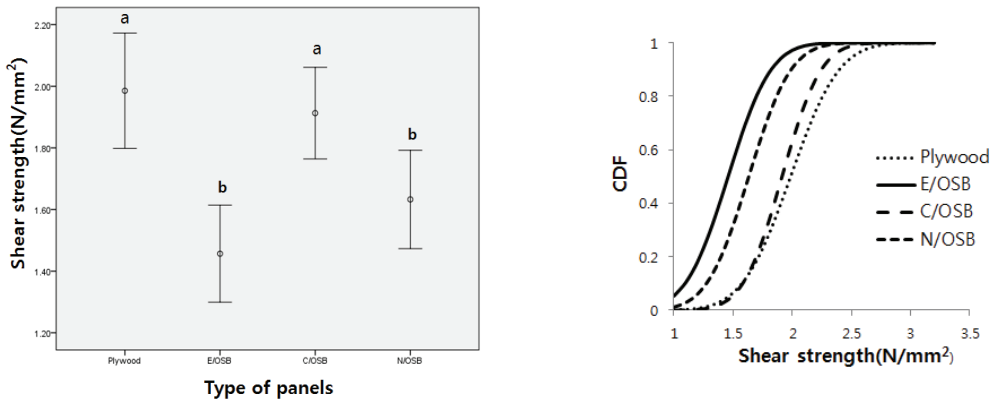 Shear strength(N/mm²)
2.20
2.00
1.80
1.60
1.40
1.20
a
b
a
b
Plywood
E/OSB
C/OSB
N/OSB
Type of panels
CDF
1
0.8
0.6
0.4
0.2
0
1
1.5
2
2.5
3
3.5
Shear strength(N/mm²)
Plywood
E/OSB
C/OSB
N/OSB